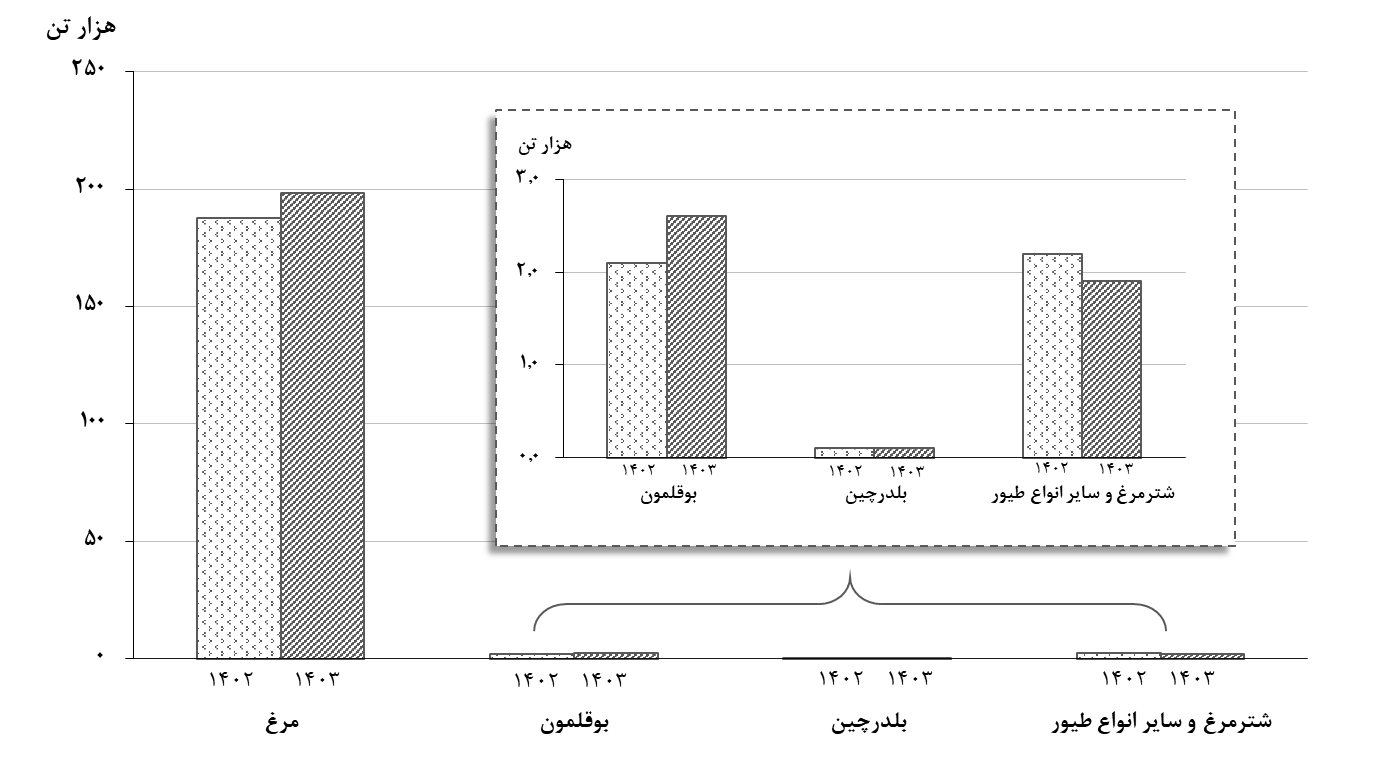 هزار تن
۲۵۰
۲۰۰
۱۵۰
۱۰۰
۵۰
۰
هزار تن
۳,۰
۲,۰
۱,۰
۰,۰
۱۴۰۲ ۱۴۰۳ ۱۴۰۲ ۱۴۰۳ ۱۴۰۲ ۱۴۰۳
بوقلمون بلدرچین شترمرغ و سایر انواع طیور
۱۴۰۲ ۱۴۰۳ ۱۴۰۲ ۱۴۰۳ ۱۴۰۲ ۱۴۰۳ ۱۴۰۲ ۱۴۰۳
مرغ بوقلمون بلدرچین شترمرغ و سایر انواع طیور